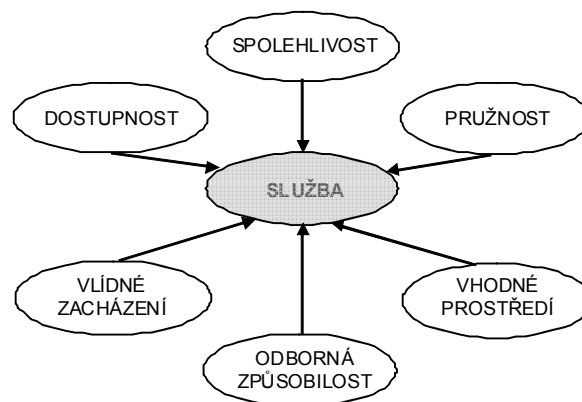 SPOLEHLIVOST
DOSTUPNOST
PRUŽNOST
SLUŽBA
VLÍDNÉ
ZACHÁZENÍ
VHODNÉ
PROSTŘEDÍ
ODBORNÁ
ZPŮSOBILOST